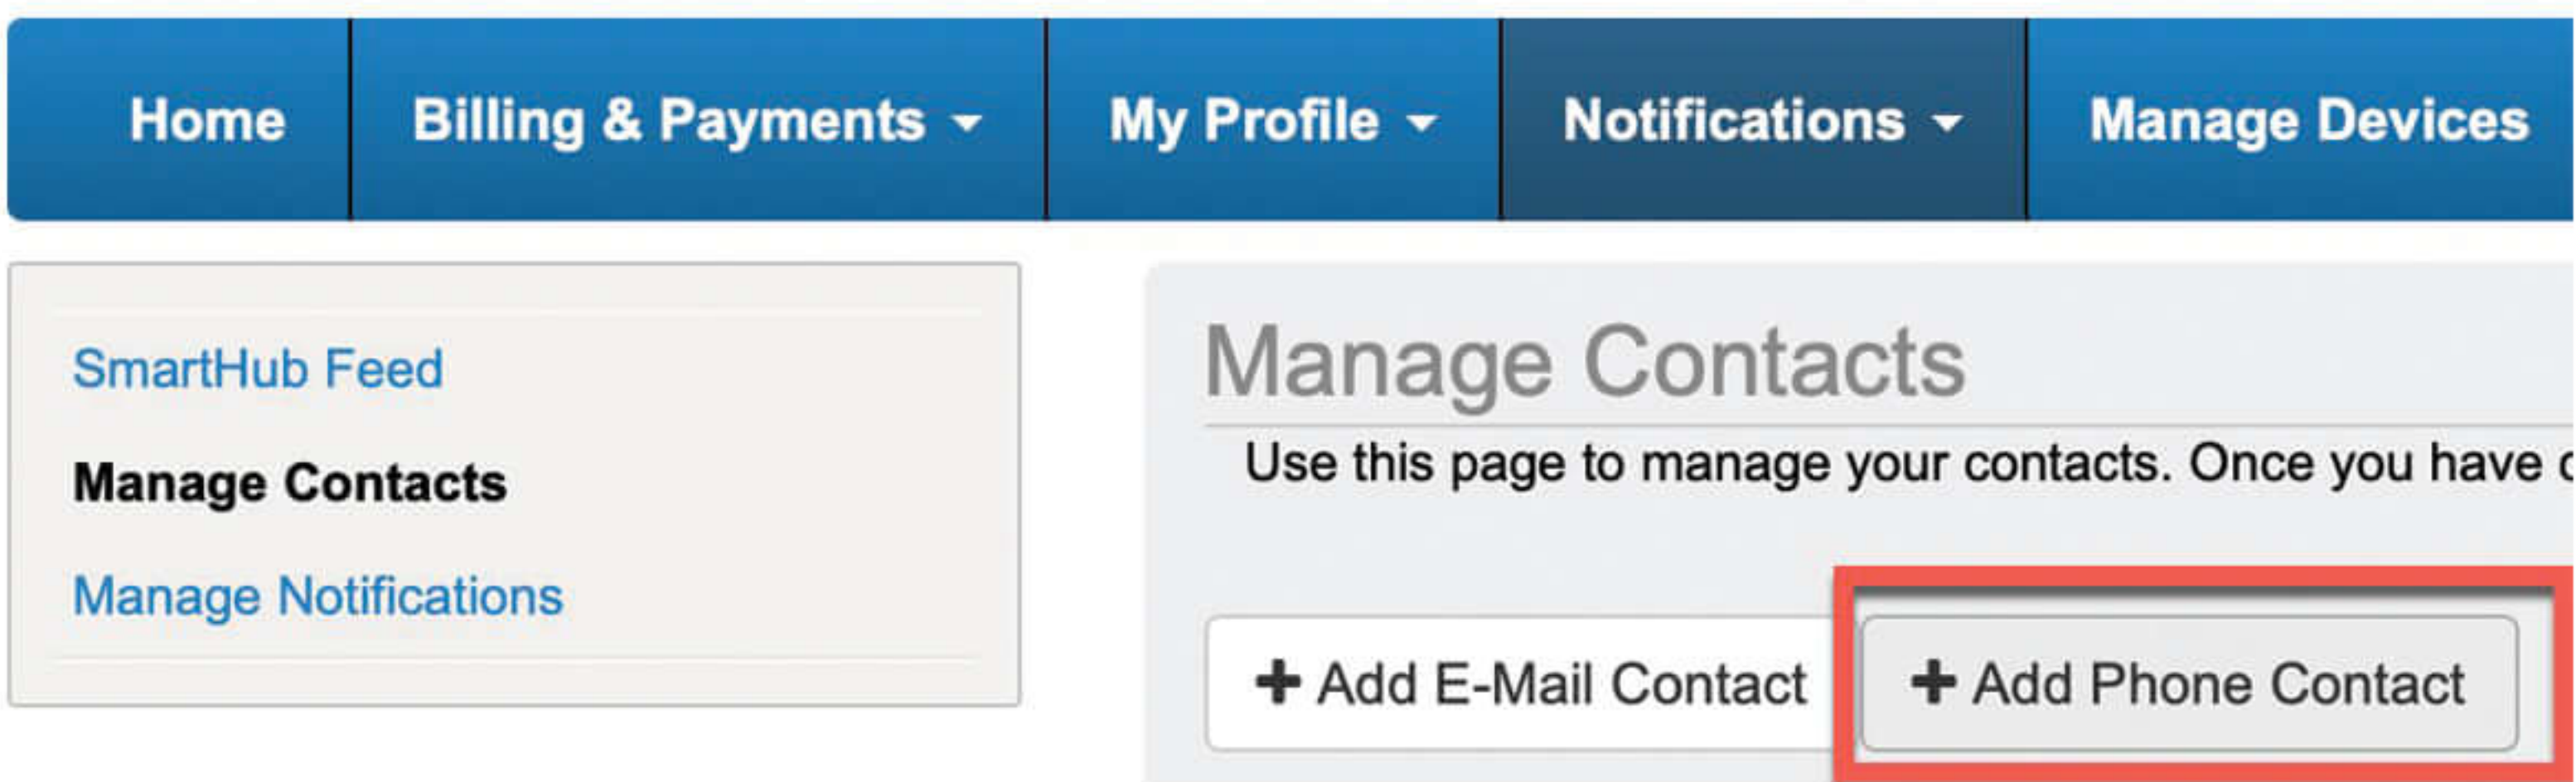 Home Billing & Payments My Profile Notifications Manage Devices
SmartHub Feed
Manage Contacts
Manage Notifications
Manage Contacts
Use this page to manage your contacts. Once you have
+ Add E-Mail Contact + Add Phone Contact